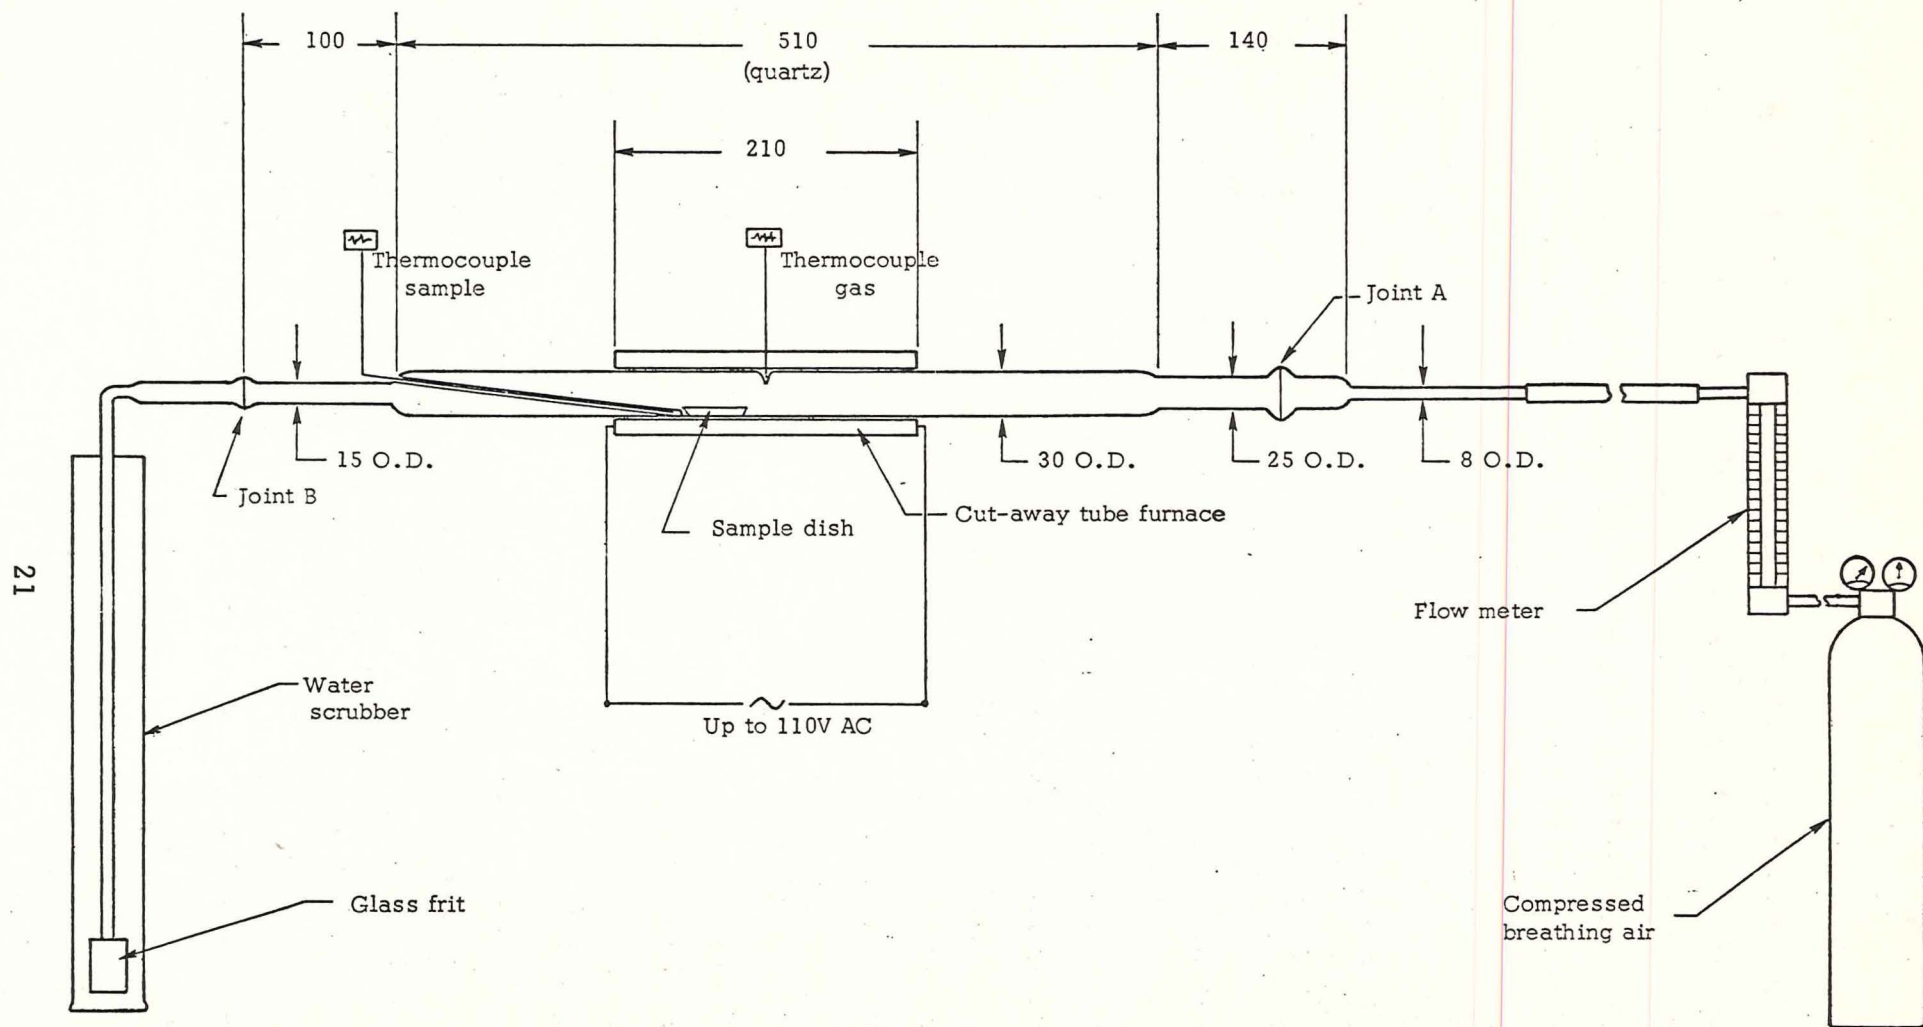 100
510
(quartz)
140
210
Thermocouple
sample
Thermocouple
gas
Joint A
15 O.D.
30 O.D.
25 O.D.
8 O.D.
Joint B
Sample dish
Cut-away tube furnace
21
Flow meter
Water
scrubber
Up to 110V AC
Glass frit
Compressed
breathing air